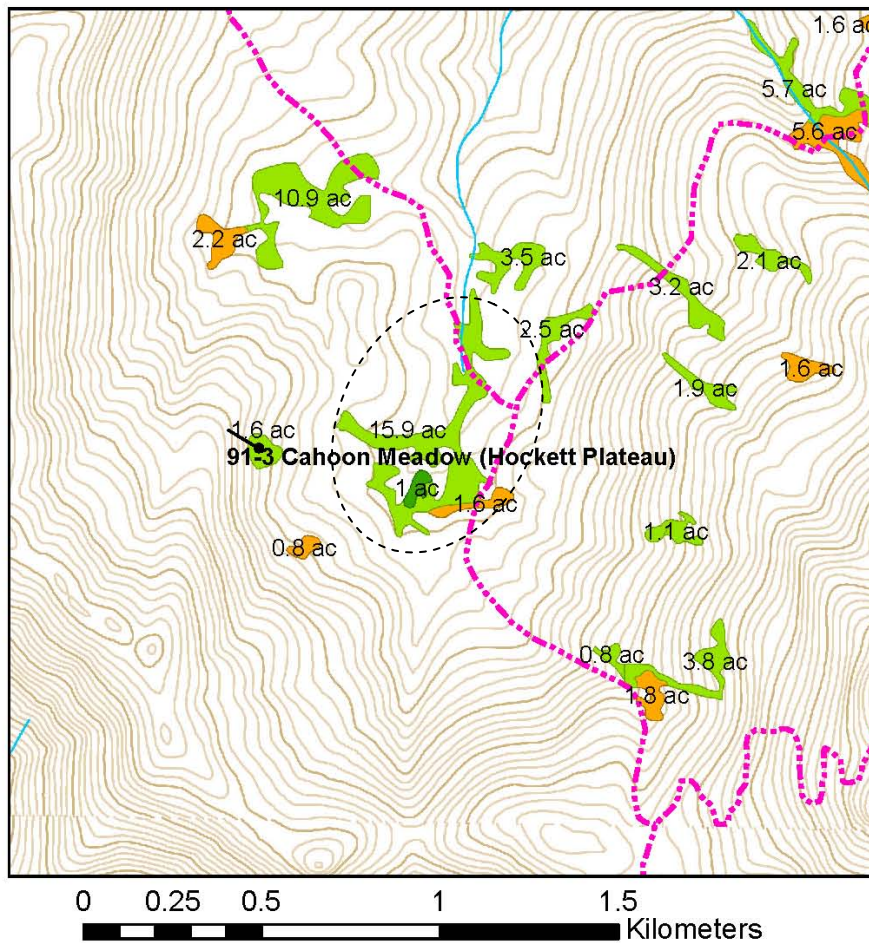 1.6 ac
5.7 ac
5.6 ac
10.9 ac
2.2 ac
3.5 ac
2.1 ac
3.2 ac
2.5 ac
1.6 ac
1.9 ac
1.6 ac
15.9 ac
91-3 Cahoon Meadow (Hockett Plateau)
1 ac
1.6 ac
1.1 ac
0.8 ac
0.8 ac
3.8 ac
1.8 ac
0 0.25 0.5 1 1.5
Kilometers